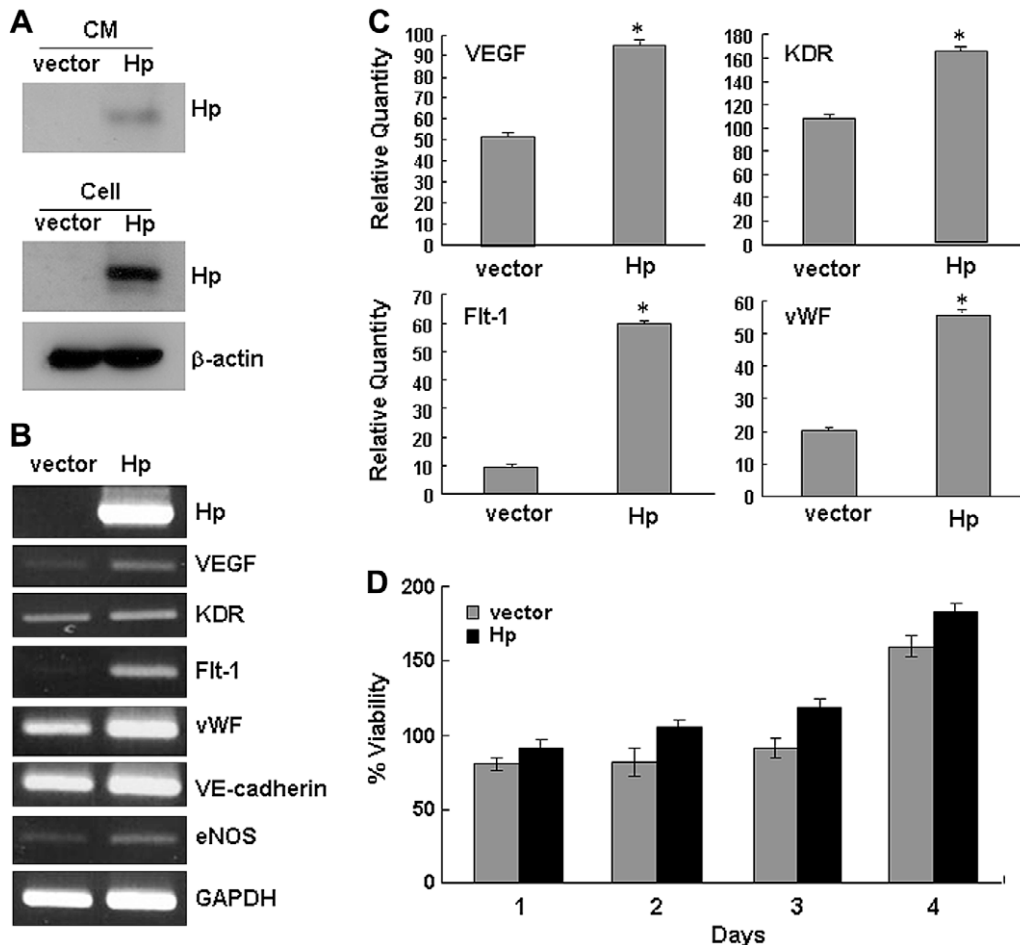 A
CM
vector Hp
Hp
Cell
vector Hp
Hp
β-actin
B
vector Hp
Hp
VEGF
KDR
Flt-1
vWF
VE-cadherin
eNOS
GAPDH
C
Relative Quantity
100
90
80
70
60
50
40
30
20
10
0
VEGF
*
vector Hp
180
160
140
120
100
80
60
40
20
0
KDR
*
vector Hp
Relative Quantity
70
60
50
40
30
20
10
0
Flt-1
*
vector Hp
60
50
40
30
20
10
0
vWF
*
vector Hp
D
% Viability
200
150
100
50
0
vector
Hp
1 2 3 4
Days